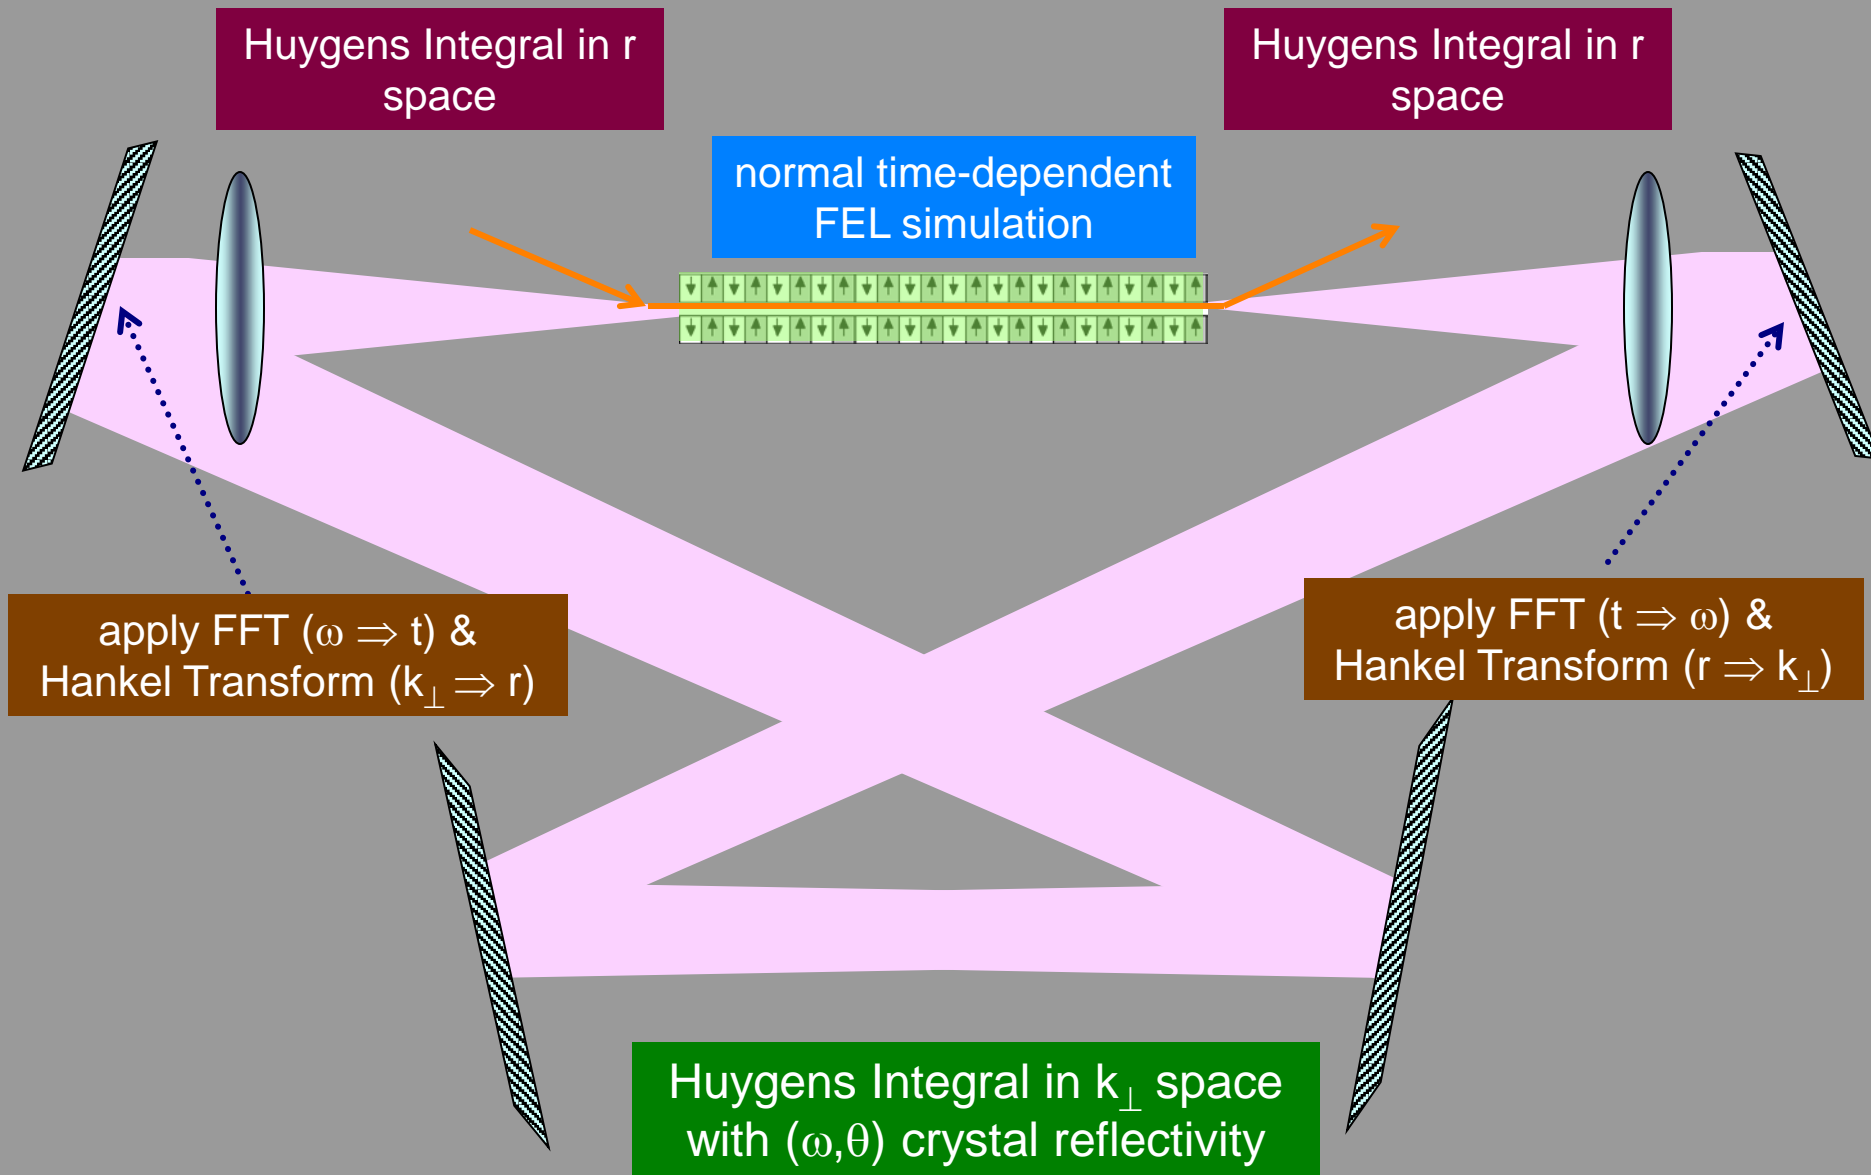 Huygens Integral in r
space
Huygens Integral in r
space
normal time-dependent
FEL simulation
apply FFT (ω ⇒ t) &
Hankel Transform (k⊥ ⇒ r)
apply FFT (t ⇒ ω) &
Hankel Transform (r ⇒ k⊥)
Huygens Integral in k⊥ space
with (ω,θ) crystal reflectivity